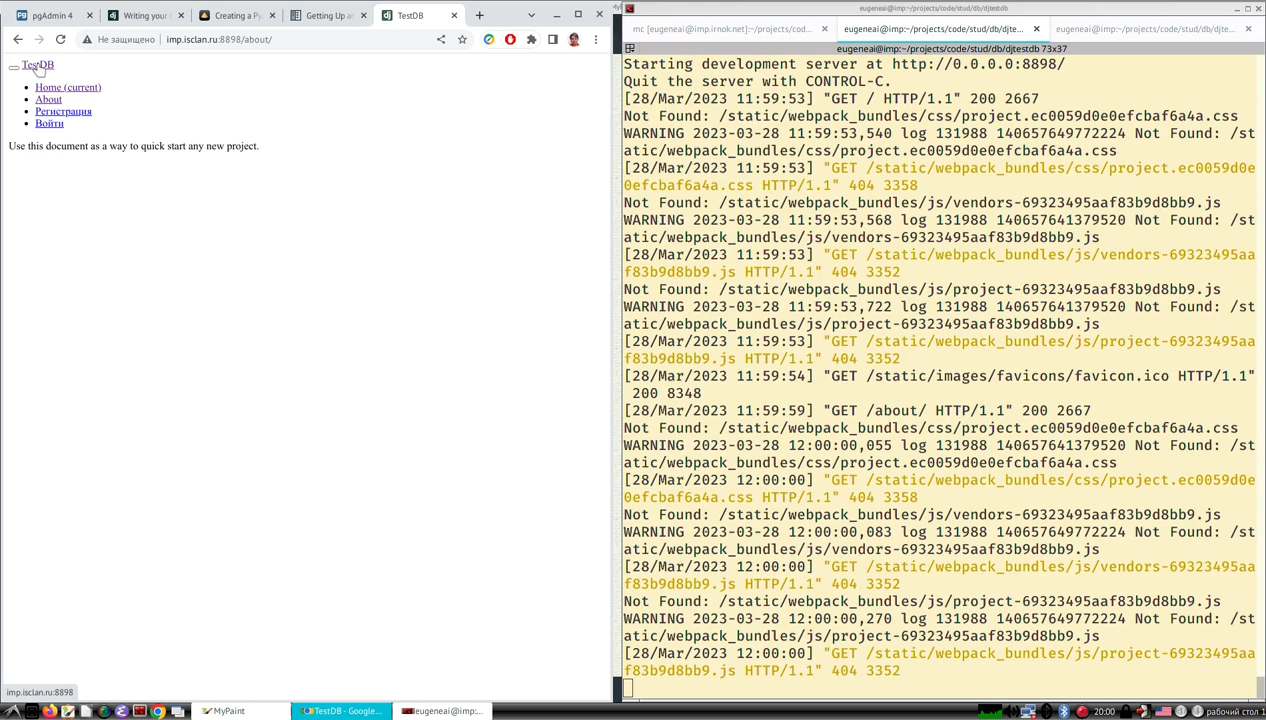 pgAdmin 4
Writing your
Creating a Py
Getting Up an
TestDB
Не защищено
imp.isclan.ru:8898/about/
TestDB
Home (current)
About
Регистрация
Войти
Use this document as a way to quick start any new project.
imp.isclan.ru:8898
eugeneai@imp:~/projects/code/stud/db/djtestdb
mc [eugeneai@imp.irnok.net]:~/projects/cod...
eugeneai@imp:~/projects/code/stud/db/djte...
eugeneai@imp:~/projects/code/stud/db/djte...
eugeneai@imp:~/projects/code/stud/db/djtestdb 73x37
Starting development server at http://0.0.0.0:8898/
Quit the server with CONTROL-C.
[28/Mar/2023 11:59:53] "GET / HTTP/1.1" 200 2667
Not Found: /static/webpack_bundles/css/project.ec0059d0e0efcbaf6a4a.css
WARNING 2023-03-28 11:59:53,540 log 131988 140657649772224 Not Found: /st
atic/webpack_bundles/css/project.ec0059d0e0efcbaf6a4a.css
[28/Mar/2023 11:59:53] "GET /static/webpack_bundles/css/project.ec0059d0e
0efcbaf6a4a.css HTTP/1.1" 404 3358
Not Found: /static/webpack_bundles/js/vendors-69323495aaf83b9d8bb9.js
WARNING 2023-03-28 11:59:53,568 log 131988 140657641379520 Not Found: /st
atic/webpack_bundles/js/vendors-69323495aaf83b9d8bb9.js
[28/Mar/2023 11:59:53] "GET /static/webpack_bundles/js/vendors-69323495aa
f83b9d8bb9.js HTTP/1.1" 404 3352
Not Found: /static/webpack_bundles/js/project-69323495aaf83b9d8bb9.js
WARNING 2023-03-28 11:59:53,722 log 131988 140657641379520 Not Found: /st
atic/webpack_bundles/js/project-69323495aaf83b9d8bb9.js
[28/Mar/2023 11:59:53] "GET /static/webpack_bundles/js/project-69323495aa
f83b9d8bb9.js HTTP/1.1" 404 3352
[28/Mar/2023 11:59:54] "GET /static/images/favicons/favicon.ico HTTP/1.1"
200 8348
[28/Mar/2023 11:59:59] "GET /about/ HTTP/1.1" 200 2667
Not Found: /static/webpack_bundles/css/project.ec0059d0e0efcbaf6a4a.css
WARNING 2023-03-28 12:00:00,055 log 131988 140657641379520 Not Found: /st
atic/webpack_bundles/css/project.ec0059d0e0efcbaf6a4a.css
[28/Mar/2023 12:00:00] "GET /static/webpack_bundles/css/project.ec0059d0e
0efcbaf6a4a.css HTTP/1.1" 404 3358
Not Found: /static/webpack_bundles/js/vendors-69323495aaf83b9d8bb9.js
WARNING 2023-03-28 12:00:00,083 log 131988 140657649772224 Not Found: /st
atic/webpack_bundles/js/vendors-69323495aaf83b9d8bb9.js
[28/Mar/2023 12:00:00] "GET /static/webpack_bundles/js/vendors-69323495aa
f83b9d8bb9.js HTTP/1.1" 404 3352
Not Found: /static/webpack_bundles/js/project-69323495aaf83b9d8bb9.js
WARNING 2023-03-28 12:00:00,270 log 131988 140657649772224 Not Found: /st
atic/webpack_bundles/js/project-69323495aaf83b9d8bb9.js
[28/Mar/2023 12:00:00] "GET /static/webpack_bundles/js/project-69323495aa
f83b9d8bb9.js HTTP/1.1" 404 3352
MyPaint
TestDB - Google...
eugeneai@imp:...
20:00
рабочий стол 1